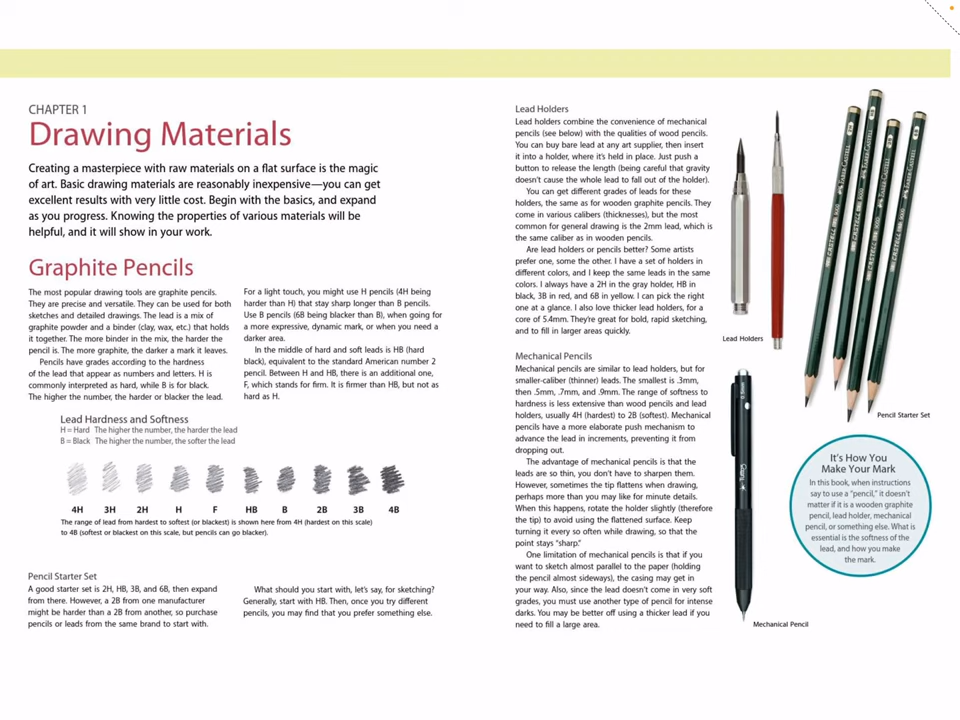 CHAPTER 1
Drawing Materials
Creating a masterpiece with raw materials on a flat surface is the magic
of art. Basic drawing materials are reasonably inexpensive—you can get
excellent results with very little cost. Begin with the basics, and expand
as you progress. Knowing the properties of various materials will be
helpful, and it will show in your work.
Graphite Pencils
The most popular drawing tools are graphite pencils.
They are precise and versatile. They can be used for both
sketches and detailed drawings. The lead is a mix of
graphite powder and a binder (clay, wax, etc.) that holds
it together. The more binder in the mix, the harder the
pencil is. The more graphite, the darker a mark it leaves.
Pencils have grades according to the hardness
of the lead that appear as numbers and letters. H is
commonly interpreted as hard, while B is for black.
The higher the number, the harder or blacker the lead.
For a light touch, you might use H pencils (4H being
harder than H) that stay sharp longer than B pencils.
Use B pencils (6B being blacker than B), when going for
a more expressive, dynamic mark, or when you need a
darker area.
In the middle of hard and soft leads is HB (hard
black), equivalent to the standard American number 2
pencil. Between H and HB, there is an additional one,
F, which stands for firm. It is firmer than HB, but not as
hard as H.
Lead Hardness and Softness
H = Hard The higher the number, the harder the lead
B = Black The higher the number, the softer the lead
4H 3H 2H H F HB B 2B 3B 4B
The range of lead from hardest to softest (or blackest) is shown here from 4H (hardest on this scale)
to 4B (softest or blackest on this scale, but pencils can go blacker).
Pencil Starter Set
A good starter set is 2H, HB, 3B, and 6B, then expand
from there. However, a 2B from one manufacturer
might be harder than a 2B from another, so purchase
pencils or leads from the same brand to start with.
What should you start with, let's say, for sketching?
Generally, start with HB. Then, once you try different
pencils, you may find that you prefer something else.
Lead Holders
Lead holders combine the convenience of mechanical
pencils (see below) with the qualities of wood pencils.
You can buy bare lead at any art supplier, then insert
it into a holder, where it's held in place. Just push a
button to release the length (being careful that gravity
doesn't cause the whole lead to fall out of the holder).
You can get different grades of leads for these
holders, the same as for wooden graphite pencils. They
come in various calibers (thicknesses), but the most
common for general drawing is the 2mm lead, which is
the same caliber as in wooden pencils.
Are lead holders or pencils better? Some artists
prefer one, some the other. I have a set of holders in
different colors, and I keep the same leads in the same
colors. I always have a 2H in the gray holder, HB in
black, 3B in red, and 6B in yellow. I can pick the right
one at a glance. I also love thicker lead holders, for a
core of 5.4mm. They're great for bold, rapid sketching,
and to fill in larger areas quickly.
Mechanical Pencils
Mechanical pencils are similar to lead holders, but for
smaller-caliber (thinner) leads. The smallest is .3mm,
then .5mm, .7mm, and .9mm. The range of softness to
hardness is less extensive than wood pencils and lead
holders, usually 4H (hardest) to 2B (softest). Mechanical
pencils have a more elaborate push mechanism to
advance the lead in increments, preventing it from
dropping out.
The advantage of mechanical pencils is that the
leads are so thin, you don't have to sharpen them.
However, sometimes the tip flattens when drawing,
perhaps more than you may like for minute details.
When this happens, rotate the holder slightly (therefore
the tip) to avoid using the flattened surface. Keep
turning it every so often while drawing, so that the
point stays "sharp."
One limitation of mechanical pencils is that if you
want to sketch almost parallel to the paper (holding
the pencil almost sideways), the casing may get in
your way. Also, since the lead doesn't come in very soft
grades, you must use another type of pencil for intense
darks. You may be better off using a thicker lead if you
need to fill a large area.
Lead Holders
Pencil Starter Set
Mechanical Pencil
It's How You
Make Your Mark
In this book, when instructions
say to use a "pencil," it doesn't
matter if it is a wooden graphite
pencil, lead holder, mechanical
pencil, or something else. What is
essential is the softness of the
lead, and how you make
the mark.
FABER-CASTELL
CASTELL 9000